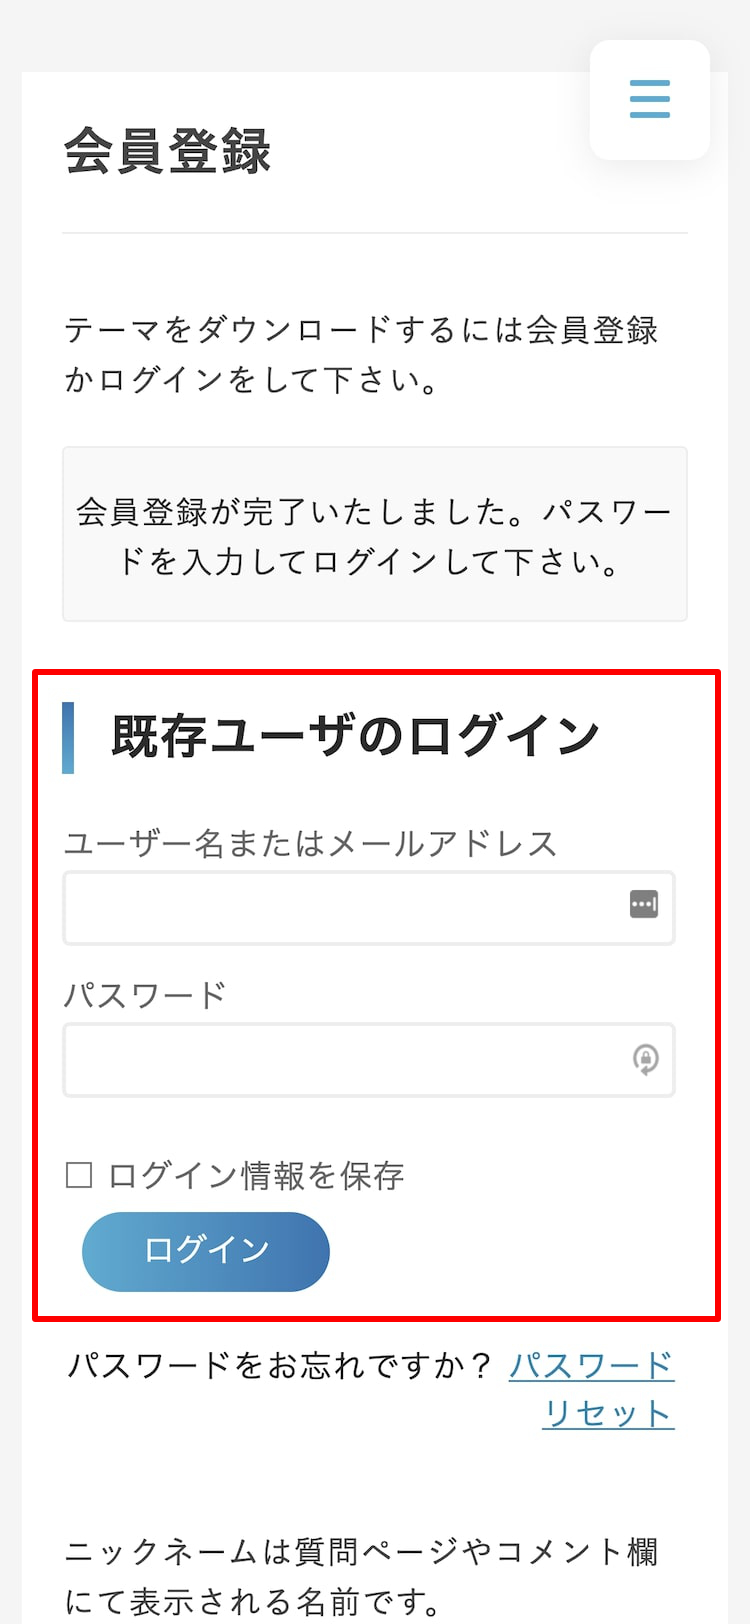 会員登録
テーマをダウンロードするには会員登録
かログインをして下さい。
会員登録が完了いたしました。パスワー
ドを入力してログインして下さい。
既存ユーザのログイン
ユーザー名またはメールアドレス
パスワード
ログイン情報を保存
ログイン
パスワードをお忘れですか？ パスワード
リセット
ニックネームは質問ページやコメント欄
にて表示される名前です。